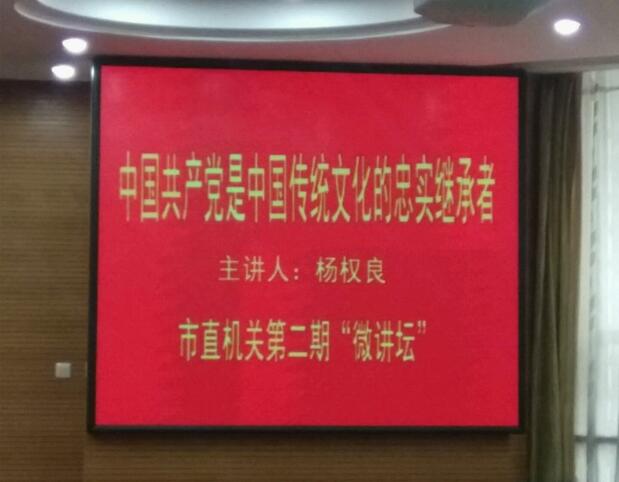 中国共产党是中国传统文化的忠实继承者
主讲人：杨权良
市直机关第二期“微讲坛”